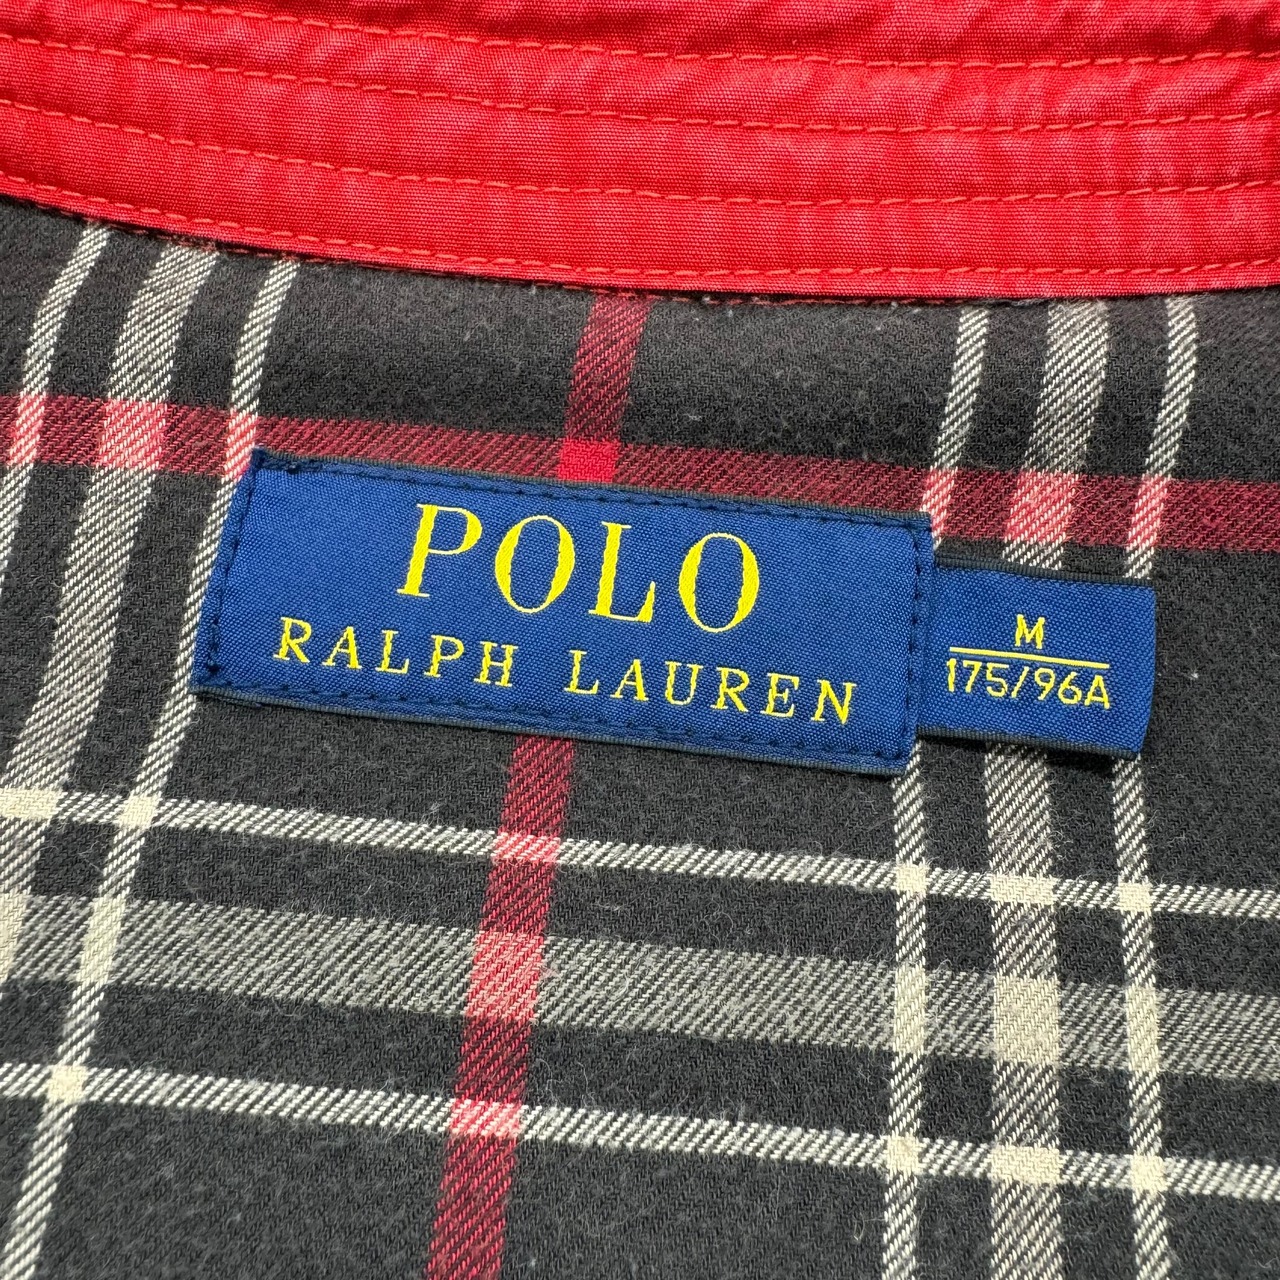 POLO
RALPH LAUREN
M
175/96A